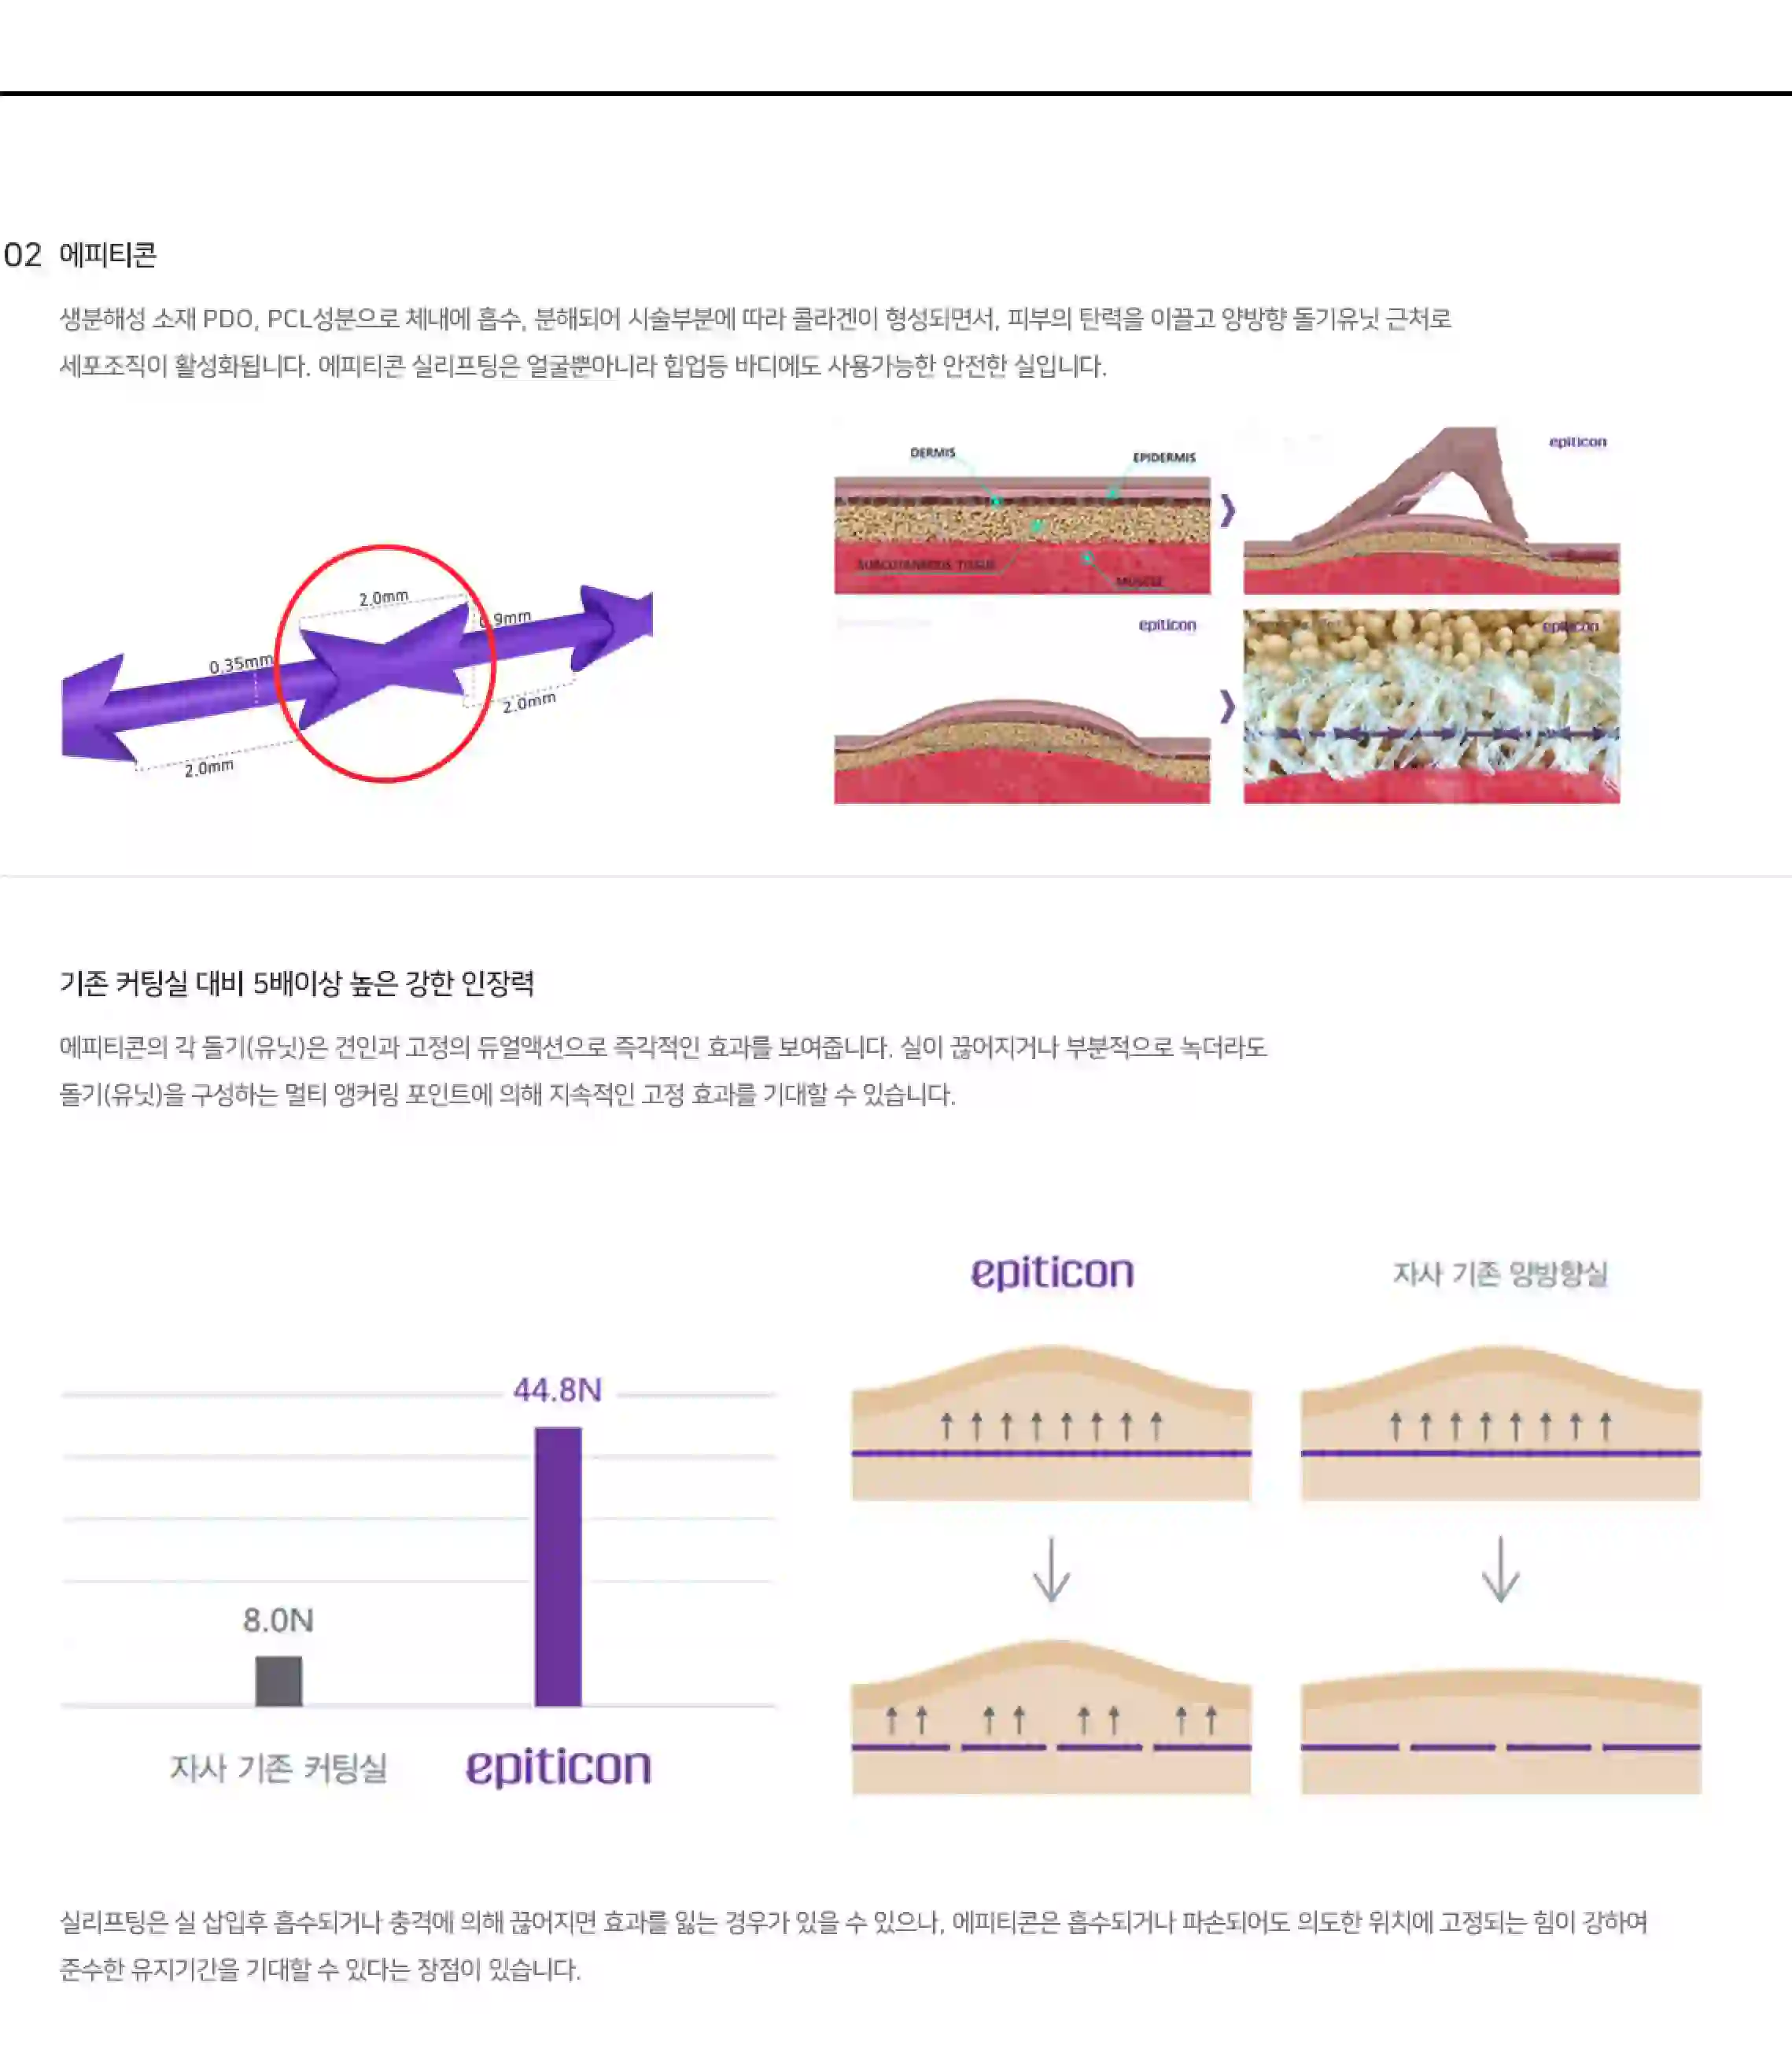 02 에피티콘
생분해성 소재 PDO, PCL성분으로 체내에 흡수, 분해되어 시술부분에 따라 콜라겐이 형성되면서, 피부의 탄력을 이끌고 양방향 돌기유닛 근처로
세포조직이 활성화됩니다. 에피티콘 실리프팅은 얼굴뿐아니라 힙업등 바디에도 사용가능한 안전한 실입니다.
2.0mm
0.9mm
0.35mm
2.0mm
2.0mm
DERMIS
EPIDERMIS
SUBCUTANEOUS TISSUE
MUSCLE
epiticon
epiticon
epiticon
기존 커팅실 대비 5배이상 높은 강한 인장력
에피티콘의 각 돌기(유닛)은 견인과 고정의 듀얼액션으로 즉각적인 효과를 보여줍니다. 실이 끊어지거나 부분적으로 녹더라도
돌기(유닛)을 구성하는 멀티 앵커링 포인트에 의해 지속적인 고정 효과를 기대할 수 있습니다.
44.8N
8.0N
자사 기존 커팅실
epiticon
epiticon
자사 기존 양방향실
실리프팅은 실 삽입후 흡수되거나 충격에 의해 끊어지면 효과를 잃는 경우가 있을 수 있으나, 에피티콘은 흡수되거나 파손되어도 의도한 위치에 고정되는 힘이 강하여
준수한 유지기간을 기대할 수 있다는 장점이 있습니다.